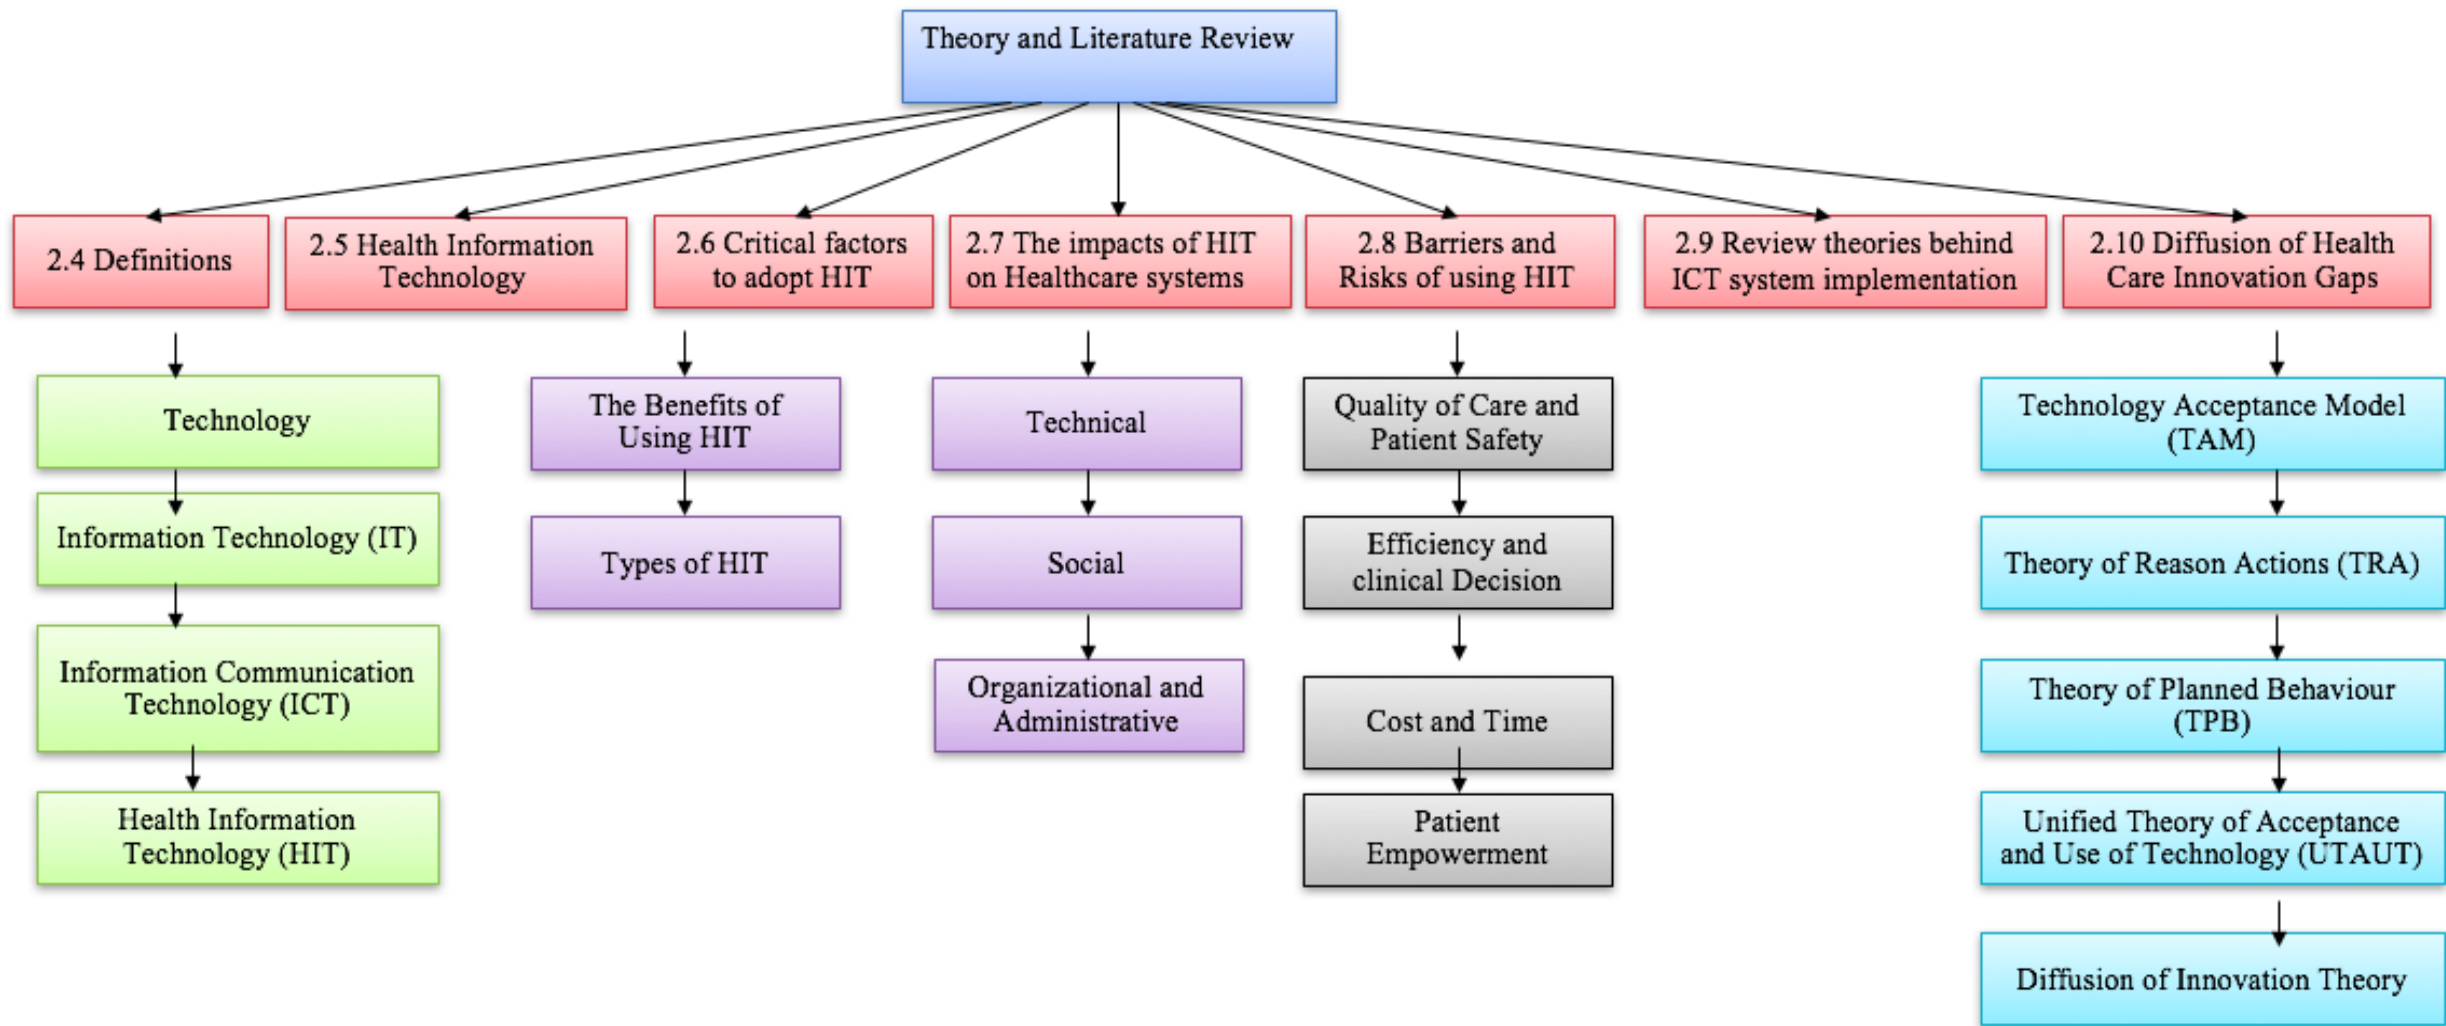 Theory and Literature Review
2.4 Definitions
2.5 Health Information
Technology
2.6 Critical factors
to adopt HIT
2.7 The impacts of HIT
on Healthcare systems
2.8 Barriers and
Risks of using HIT
2.9 Review theories behind
ICT system implementation
2.10 Diffusion of Health
Care Innovation Gaps
Technology
Information Technology (IT)
Information Communication
Technology (ICT)
Health Information
Technology (HIT)
The Benefits of
Using HIT
Types of HIT
Technical
Social
Organizational and
Administrative
Quality of Care and
Patient Safety
Efficiency and
clinical Decision
Cost and Time
Patient
Empowerment
Technology Acceptance Model
(TAM)
Theory of Reason Actions (TRA)
Theory of Planned Behaviour
(TPB)
Unified Theory of Acceptance
and Use of Technology (UTAUT)
Diffusion of Innovation Theory